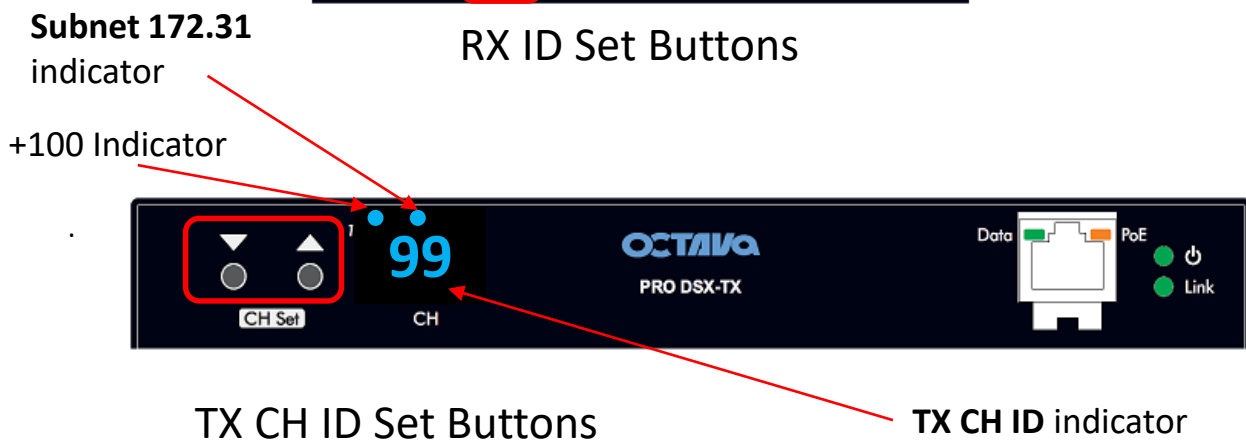 Subnet 172.31
indicator
RX ID Set Buttons
+100 Indicator
.
1
99
OCTAVA
PRO DSX-TX
Data
PoE
Link
CH Set
CH
TX CH ID Set Buttons
TX CH ID indicator